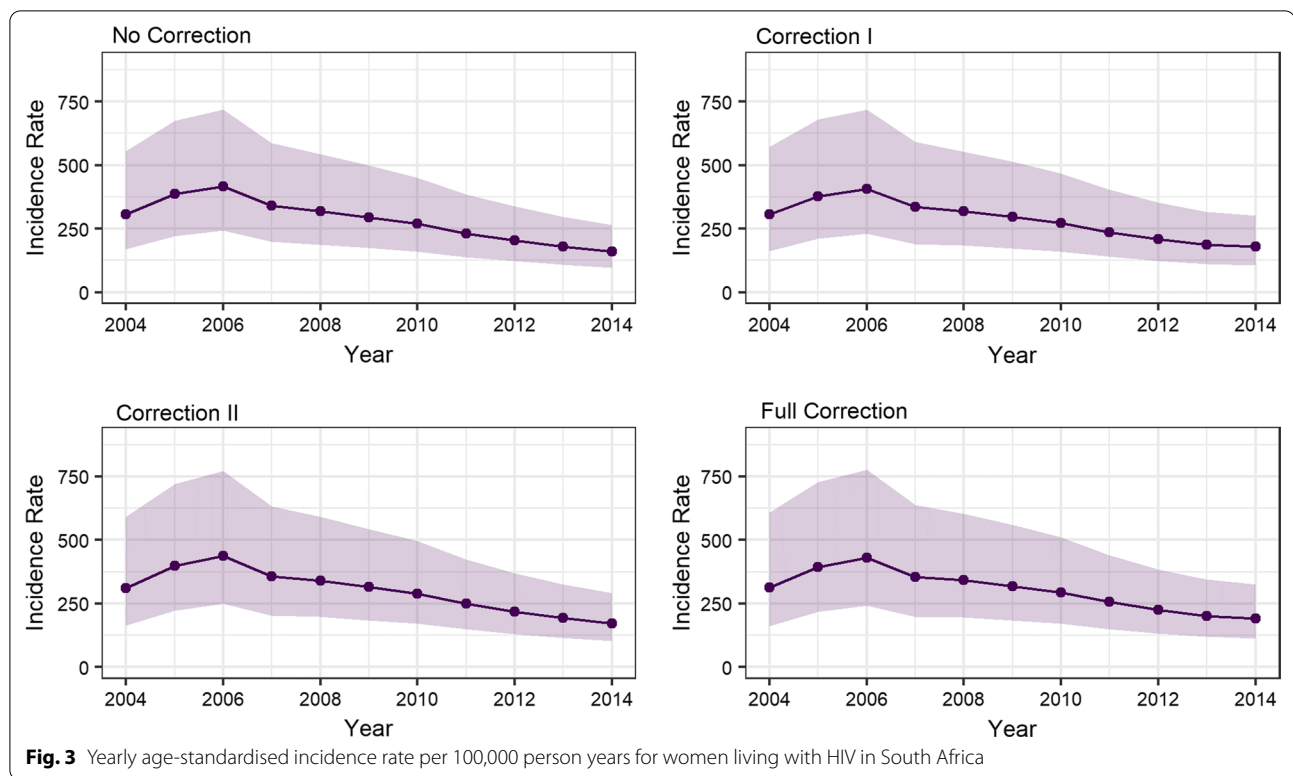 No Correction
Incidence Rate
750
500
250
0
2004 2006 2008 2010 2012 2014
Year
Correction I
Incidence Rate
750
500
250
0
2004 2006 2008 2010 2012 2014
Year
Correction II
Incidence Rate
750
500
250
0
2004 2006 2008 2010 2012 2014
Year
Full Correction
Incidence Rate
750
500
250
0
2004 2006 2008 2010 2012 2014
Year
Fig. 3 Yearly age-standardised incidence rate per 100,000 person years for women living with HIV in South Africa